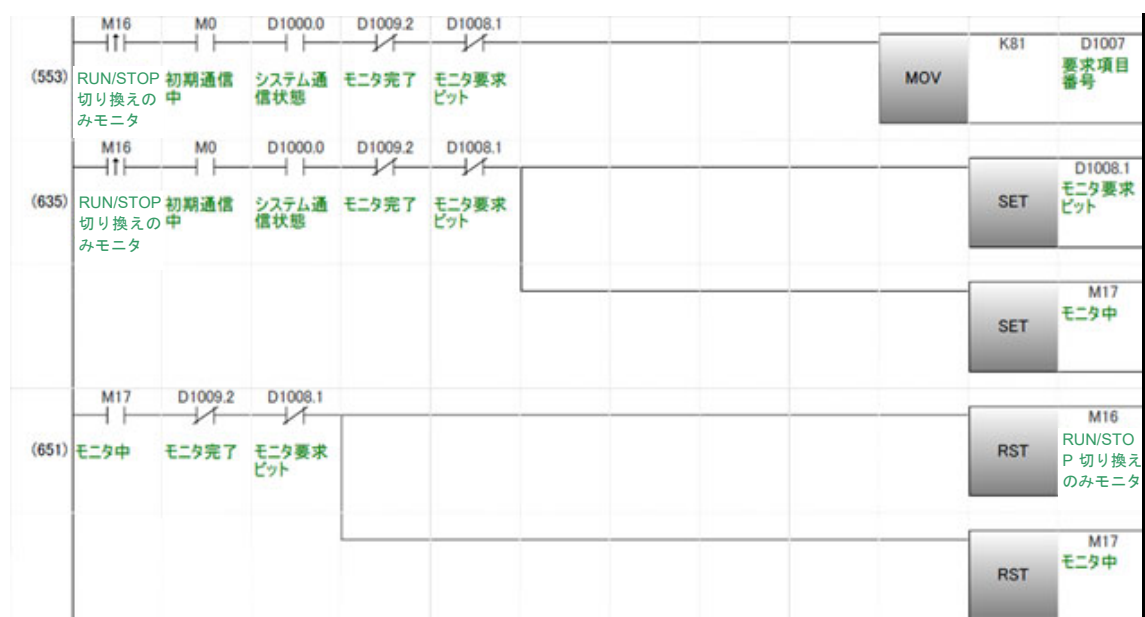 M16 M0 D1000.0 D1009.2 D1008.1
K81 D1007
(553) RUN/STOP 初期通信 システム通 モニタ完了 モニタ要求 MOV 要求項目
切り換えの 中 信状態 ビット 番号
みモニタ
M16 M0 D1000.0 D1009.2 D1008.1
D1008.1
(635) RUN/STOP 初期通信 システム通 モニタ完了 モニタ要求 SET モニタ要求
切り換えの 中 信状態 ビット ビット
みモニタ
M17
SET モニタ中
M17 D1009.2 D1008.1
M16
(651) モニタ中 モニタ完了 モニタ要求 RST RUN/STO
ビット P 切り換え
のみモニタ
M17
RST モニタ中